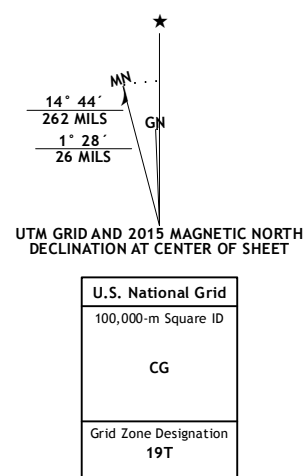 ★
MN
GN
14° 44´
262 MILS
1° 28´
26 MILS
UTM GRID AND 2015 MAGNETIC NORTH
DECLINATION AT CENTER OF SHEET
U.S. National Grid
100,000-m Square ID
CG
Grid Zone Designation
19T